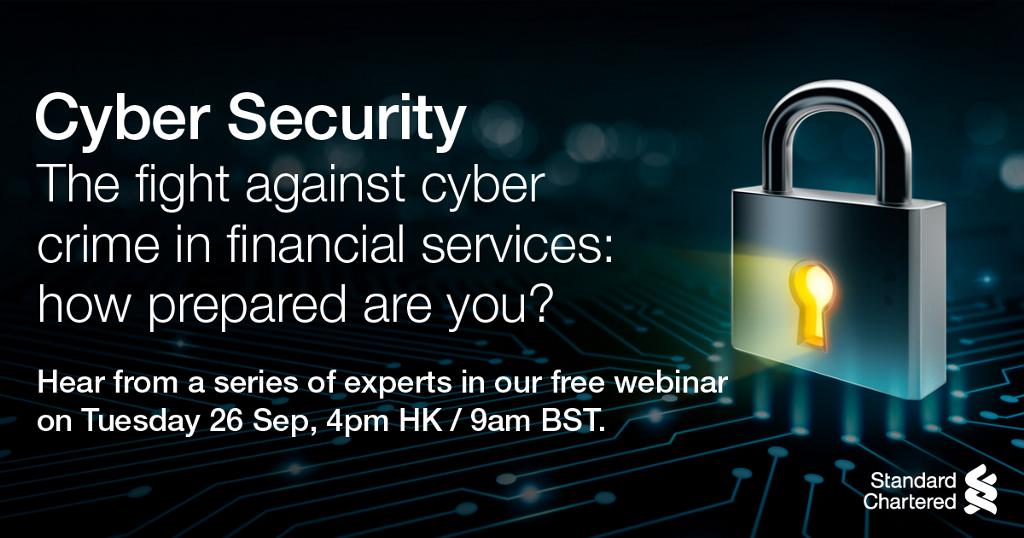 Cyber Security
The fight against cyber
crime in financial services:
how prepared are you?
Hear from a series of experts in our free webinar
on Tuesday 26 Sep, 4pm HK / 9am BST.
Standard
Chartered